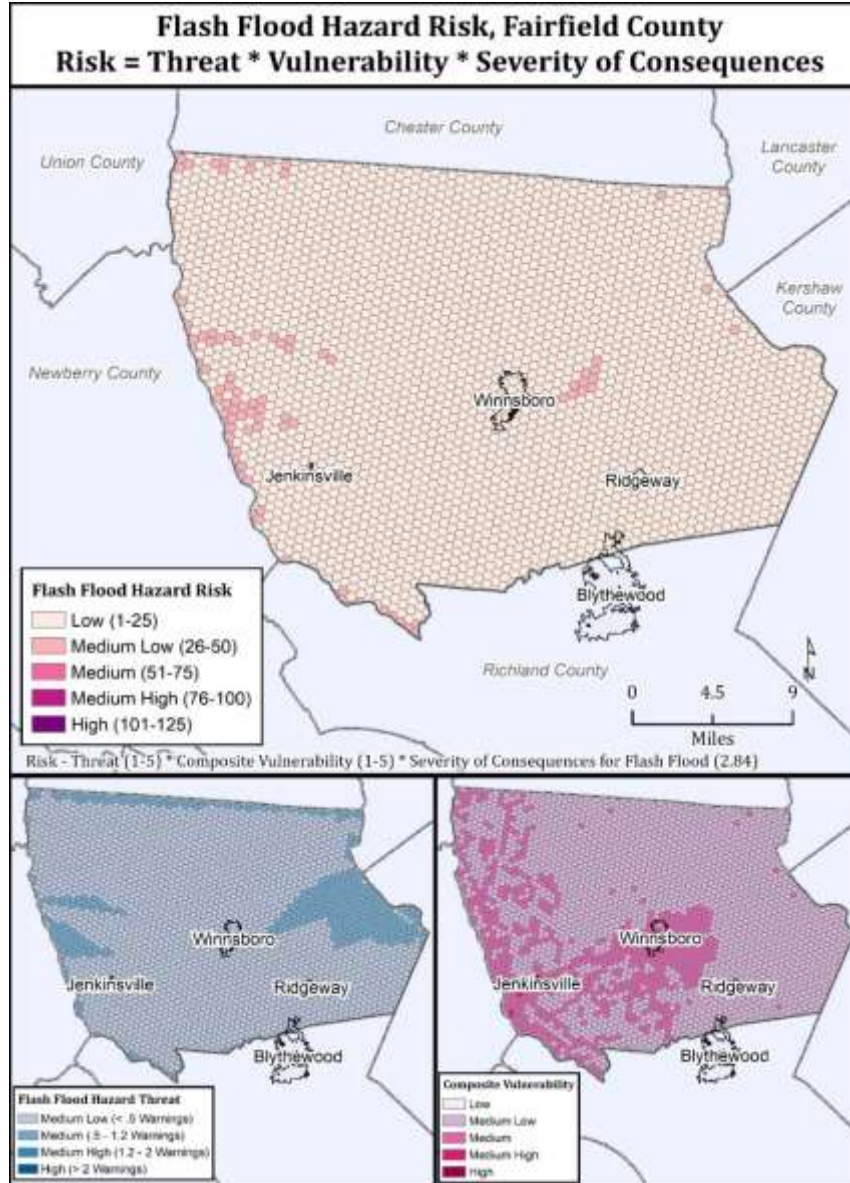 Flash Flood Hazard Risk, Fairfield County
Risk = Threat * Vulnerability * Severity of Consequences
Chester County
Union County
Lancaster
County
Kershaw
County
Newberry County
Winnsboro
Jenkinsville
Ridgeway
Blythewood
Richland County
Flash Flood Hazard Risk
Low (1-25)
Medium Low (26-50)
Medium (51-75)
Medium High (76-100)
High (101-125)
N
0 4.5 9
Miles
Risk - Threat (1-5) * Composite Vulnerability (1-5) * Severity of Consequences for Flash Flood (2.84)
Winnsboro
Jenkinsville
Ridgeway
Blythewood
Flash Flood Hazard Threat
Medium Low (< .5 Warnings)
Medium (.5 - 1.2 Warnings)
Medium High (1.2 - 2 Warnings)
High (> 2 Warnings)
Winnsboro
Jenkinsville
Ridgeway
Blythewood
Composite Vulnerability
Low
Medium Low
Medium
Medium High
High